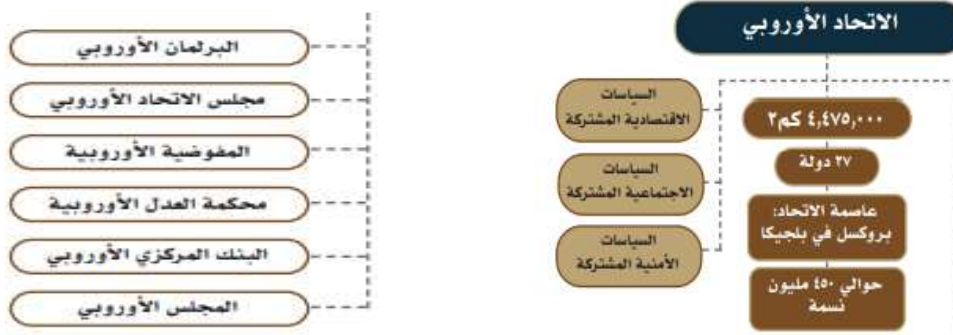 الاتحاد الأوروبي
٤,٤٧٥,٠٠٠ كم٢
٢٧ دولة
عاصمة الاتحاد:
بروكسل في بلجيكا
حوالي ٤٥٠ مليون
نسمة
السياسات
الاقتصادية المشتركة
السياسات
الاجتماعية المشتركة
السياسات
الأمنية المشتركة
البرلمان الأوروبي
مجلس الاتحاد الأوروبي
المفوضية الأوروبية
محكمة العدل الأوروبية
البنك المركزي الأوروبي
المجلس الأوروبي